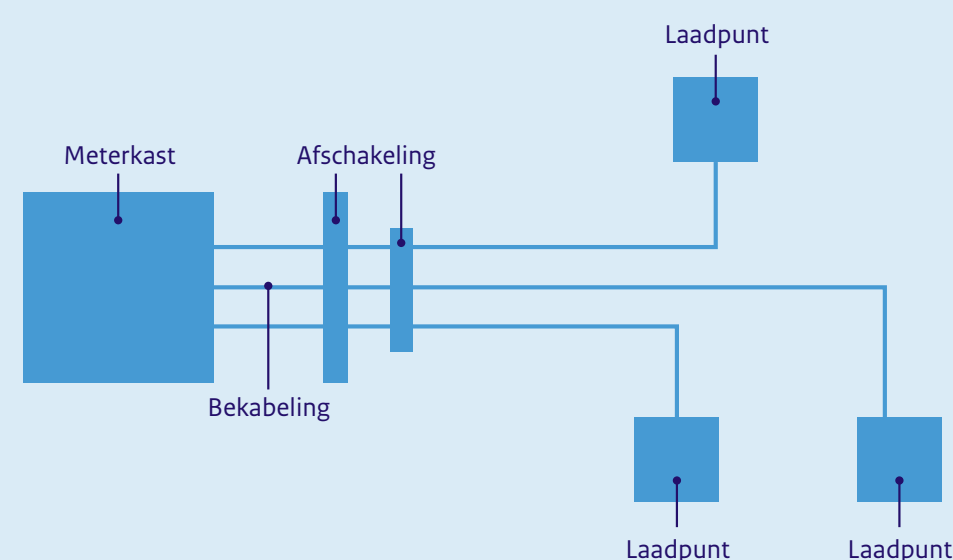 Laadpunt
Meterkast
Afschakeling
Bekabeling
Laadpunt
Laadpunt